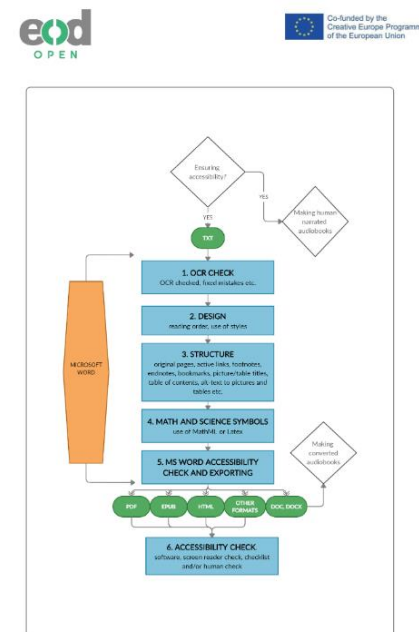 eod
OPEN
Co-funded by the
Creative Europe Programme
of the European Union
Ensuring
accessibility?
YES
YES
Making human
narrated
audiobooks
TXT
1. OCR CHECK
OCR checked, fixed mistakes etc.
2. DESIGN
reading order, use of styles
3. STRUCTURE
original pages, active links, footnotes,
endnotes, bookmarks, picture/table titles,
table of contents, alt-text to pictures and
tables etc.
MICROSOFT
WORD
4. MATH AND SCIENCE SYMBOLS
use of MathML or Latex
5. MS WORD ACCESSIBILITY
CHECK AND EXPORTING
Making
converted
audiobooks
PDF
EPUB
HTML
OTHER
FORMATS
DOC, DOCX
6. ACCESSIBILITY CHECK
software, screen reader check, checklist
and/or human check